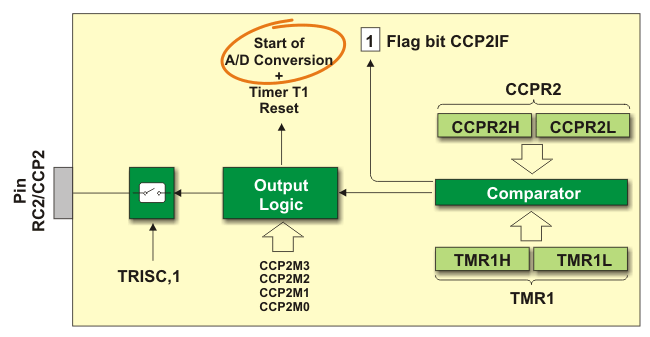 Start of
A/D Conversion
+
Timer T1
Reset
1 Flag bit CCP2IF
CCPR2
CCPR2H CCPR2L
Pin
RC2/CCP2
Output
Logic
Comparator
TRISC,1
CCP2M3
CCP2M2
CCP2M1
CCP2M0
TMR1H TMR1L
TMR1